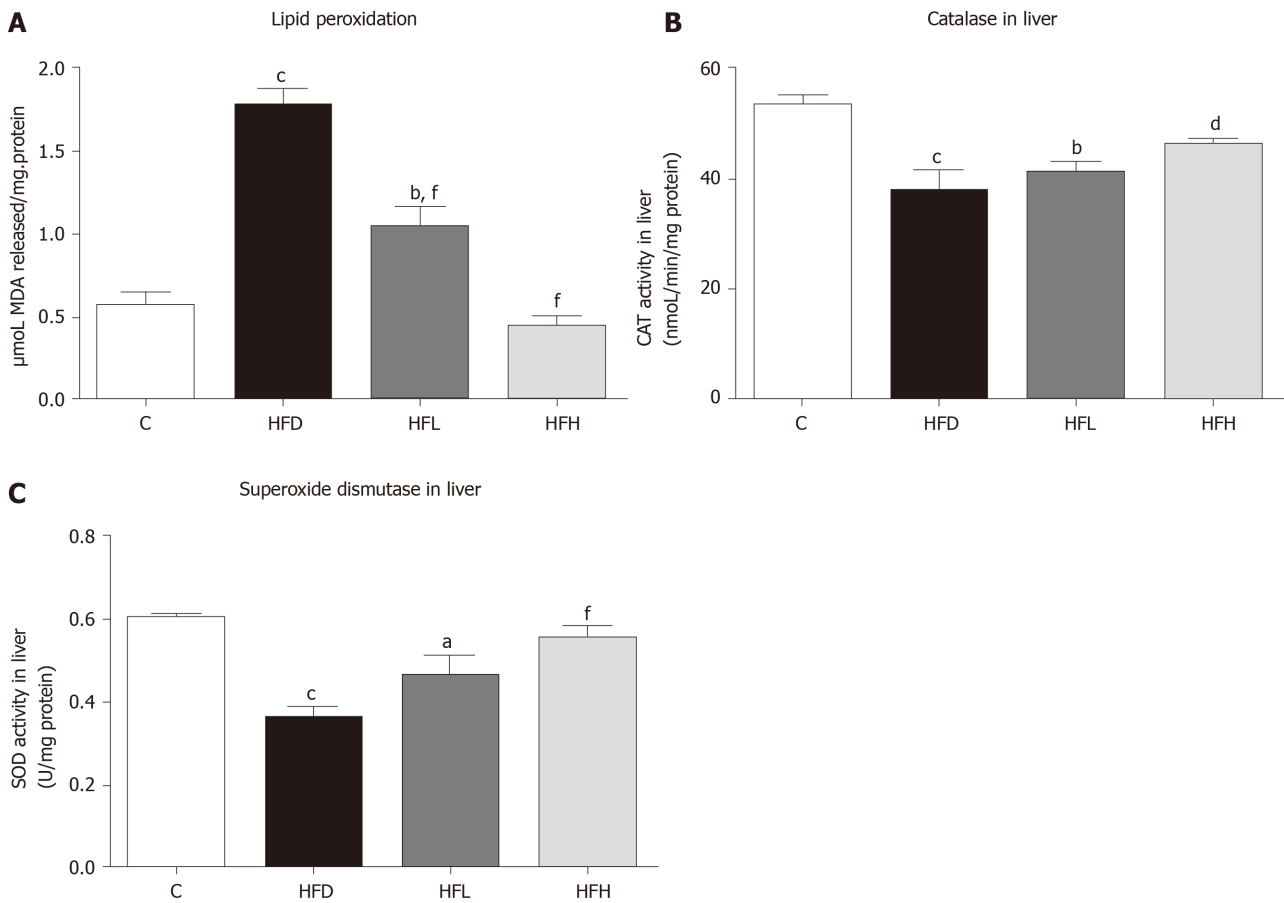 A
Lipid peroxidation
μmoL MDA released/mg.protein
2.0
1.5
1.0
0.5
0.0
c
b, f
f
C HFD HFL HFH
B
Catalase in liver
CAT activity in liver
(nmoL/min/mg protein)
60
40
20
0
c
b
d
C HFD HFL HFH
C
Superoxide dismutase in liver
SOD activity in liver
(U/mg protein)
0.8
0.6
0.4
0.2
0.0
c
a
f
C HFD HFL HFH